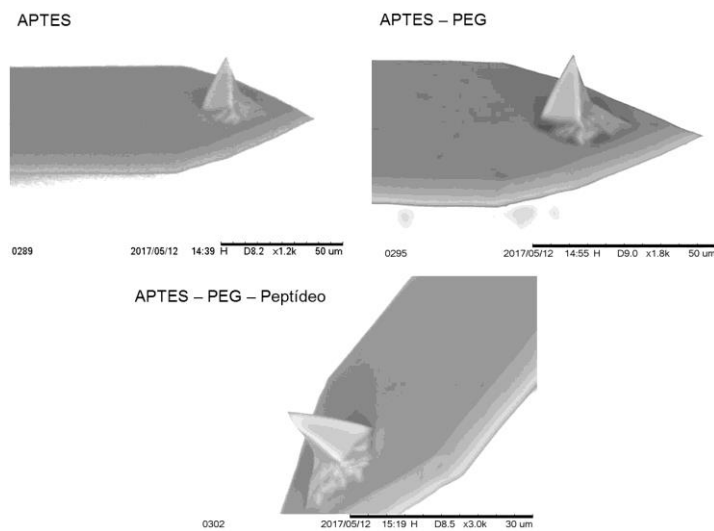 APTES
APTES – PEG
0289 2017/05/12 14:39 H D8.2 x1.2k 50 um
0295 2017/05/12 14:55 H D9.0 x1.8k 50 um
APTES – PEG – Peptídeo
0302 2017/05/12 15:19 H D8.5 x3.0k 30 um